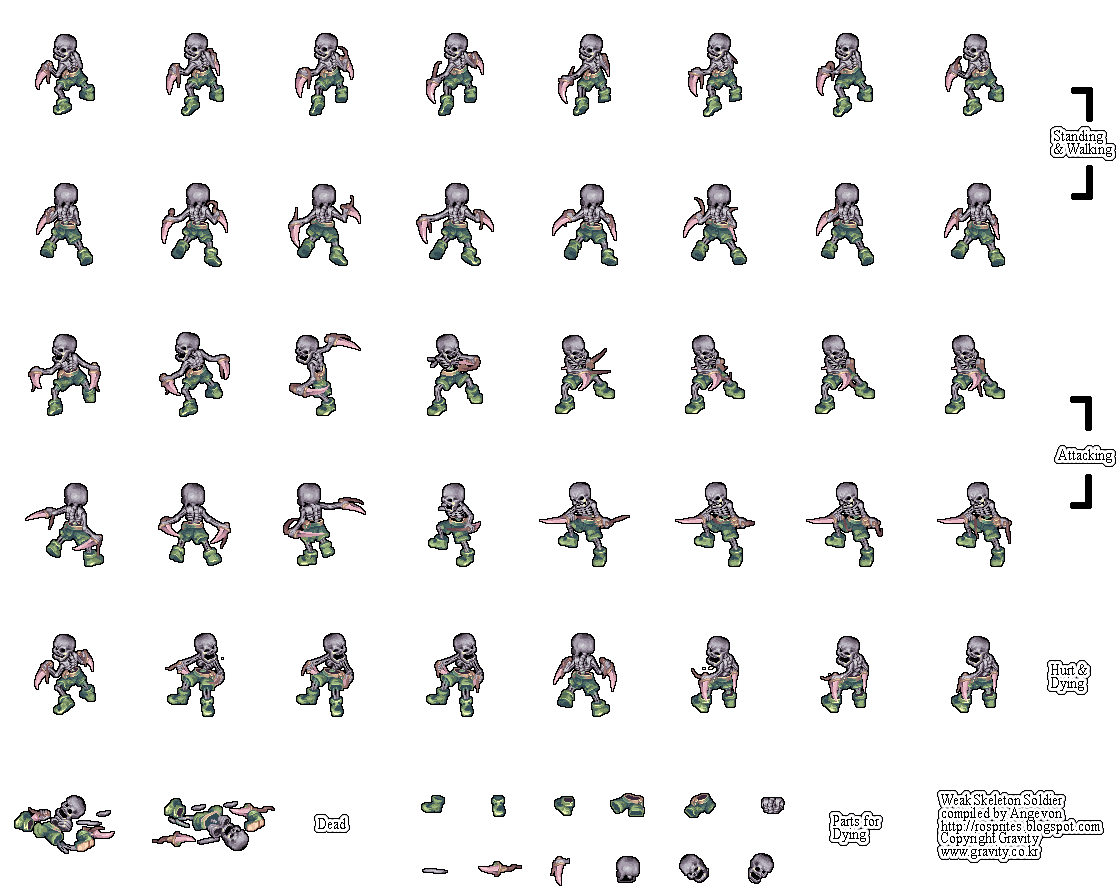 Standing
& Walking
Attacking
Hurt &
Dying
Dead
Parts for
Dying
Weak Skeleton Soldier
compiled by Angevon
http://rosprites.blogspot.com
Copyright Gravity
www.gravity.co.kr